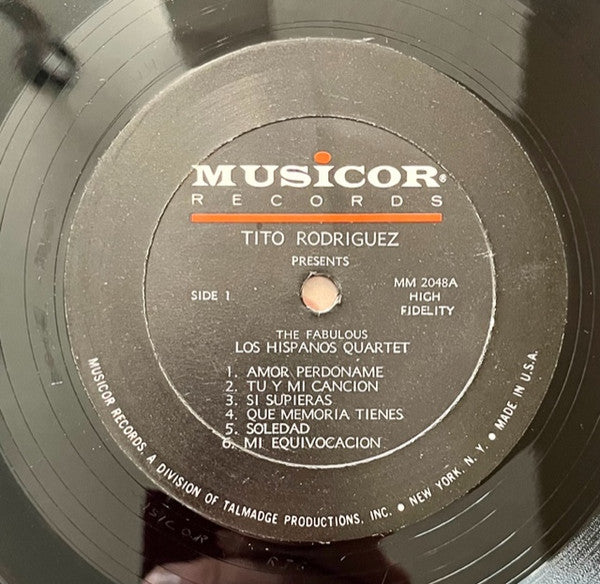 MUSICOR®
RECORDS
TITO RODRIGUEZ
PRESENTS
SIDE 1
MM 2048A
HIGH
FIDELITY
THE FABULOUS
LOS HISPANOS QUARTET
1. AMOR PERDONAME
2. TU Y MI CANCION
3. SI SUPIERAS
4. QUE MEMORIA TIENES
5. SOLEDAD
6. MI EQUIVOCACION
MUSICOR RECORDS, A DIVISION OF TALMADGE PRODUCTIONS, INC. ● NEW YORK, N. Y. ● MADE IN U.S.A.